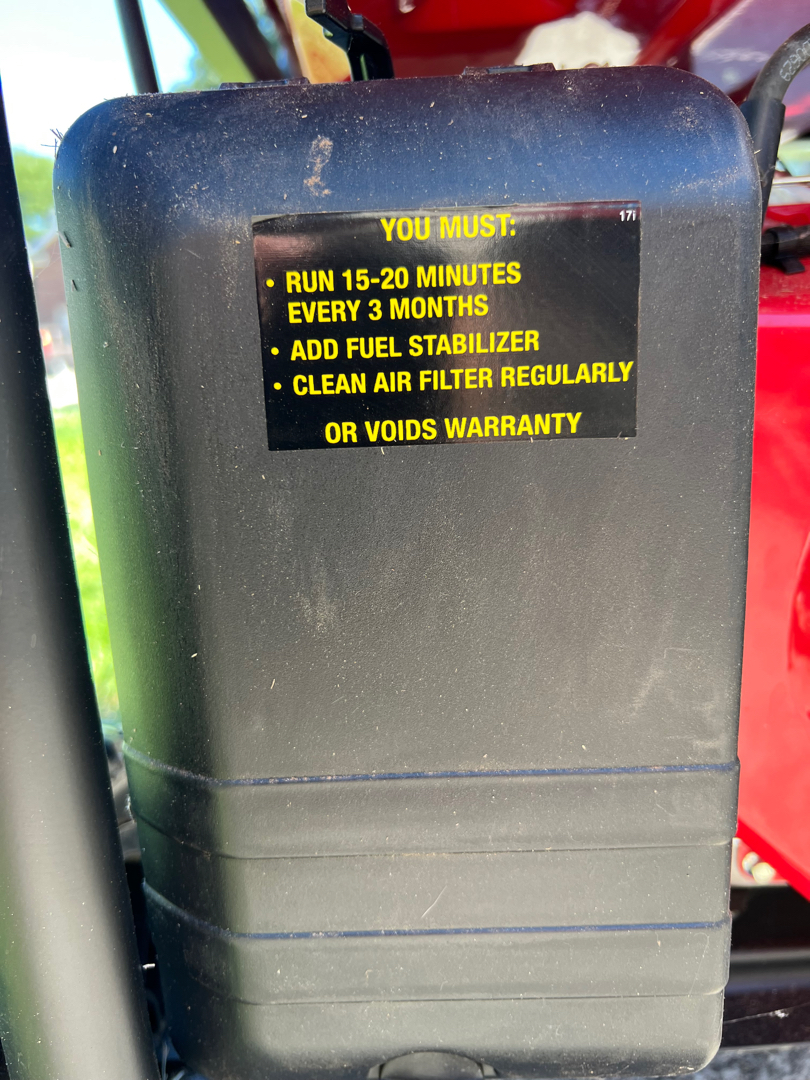 17i
YOU MUST:
• RUN 15-20 MINUTES
EVERY 3 MONTHS
• ADD FUEL STABILIZER
• CLEAN AIR FILTER REGULARLY
OR VOIDS WARRANTY